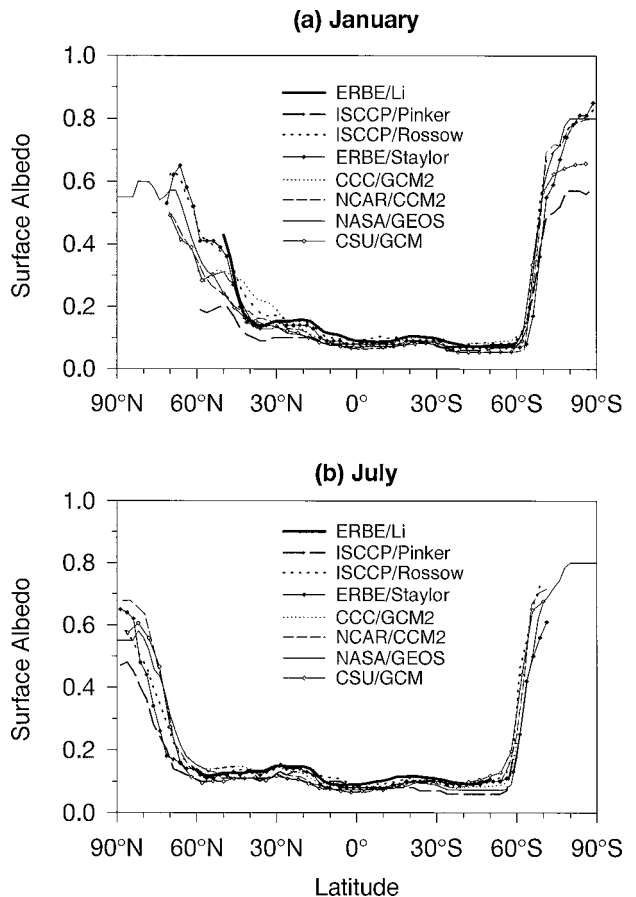 (a) January
1.0
0.8
0.6
0.4
0.2
0.0
Surface Albedo
ERBE/Li
ISCCP/Pinker
ISCCP/Rossow
ERBE/Staylor
CCC/GCM2
NCAR/CCM2
NASA/GEOS
CSU/GCM
90°N 60°N 30°N 0° 30°S 60°S 90°S
(b) July
1.0
0.8
0.6
0.4
0.2
0.0
Surface Albedo
ERBE/Li
ISCCP/Pinker
ISCCP/Rossow
ERBE/Staylor
CCC/GCM2
NCAR/CCM2
NASA/GEOS
CSU/GCM
90°N 60°N 30°N 0° 30°S 60°S 90°S
Latitude